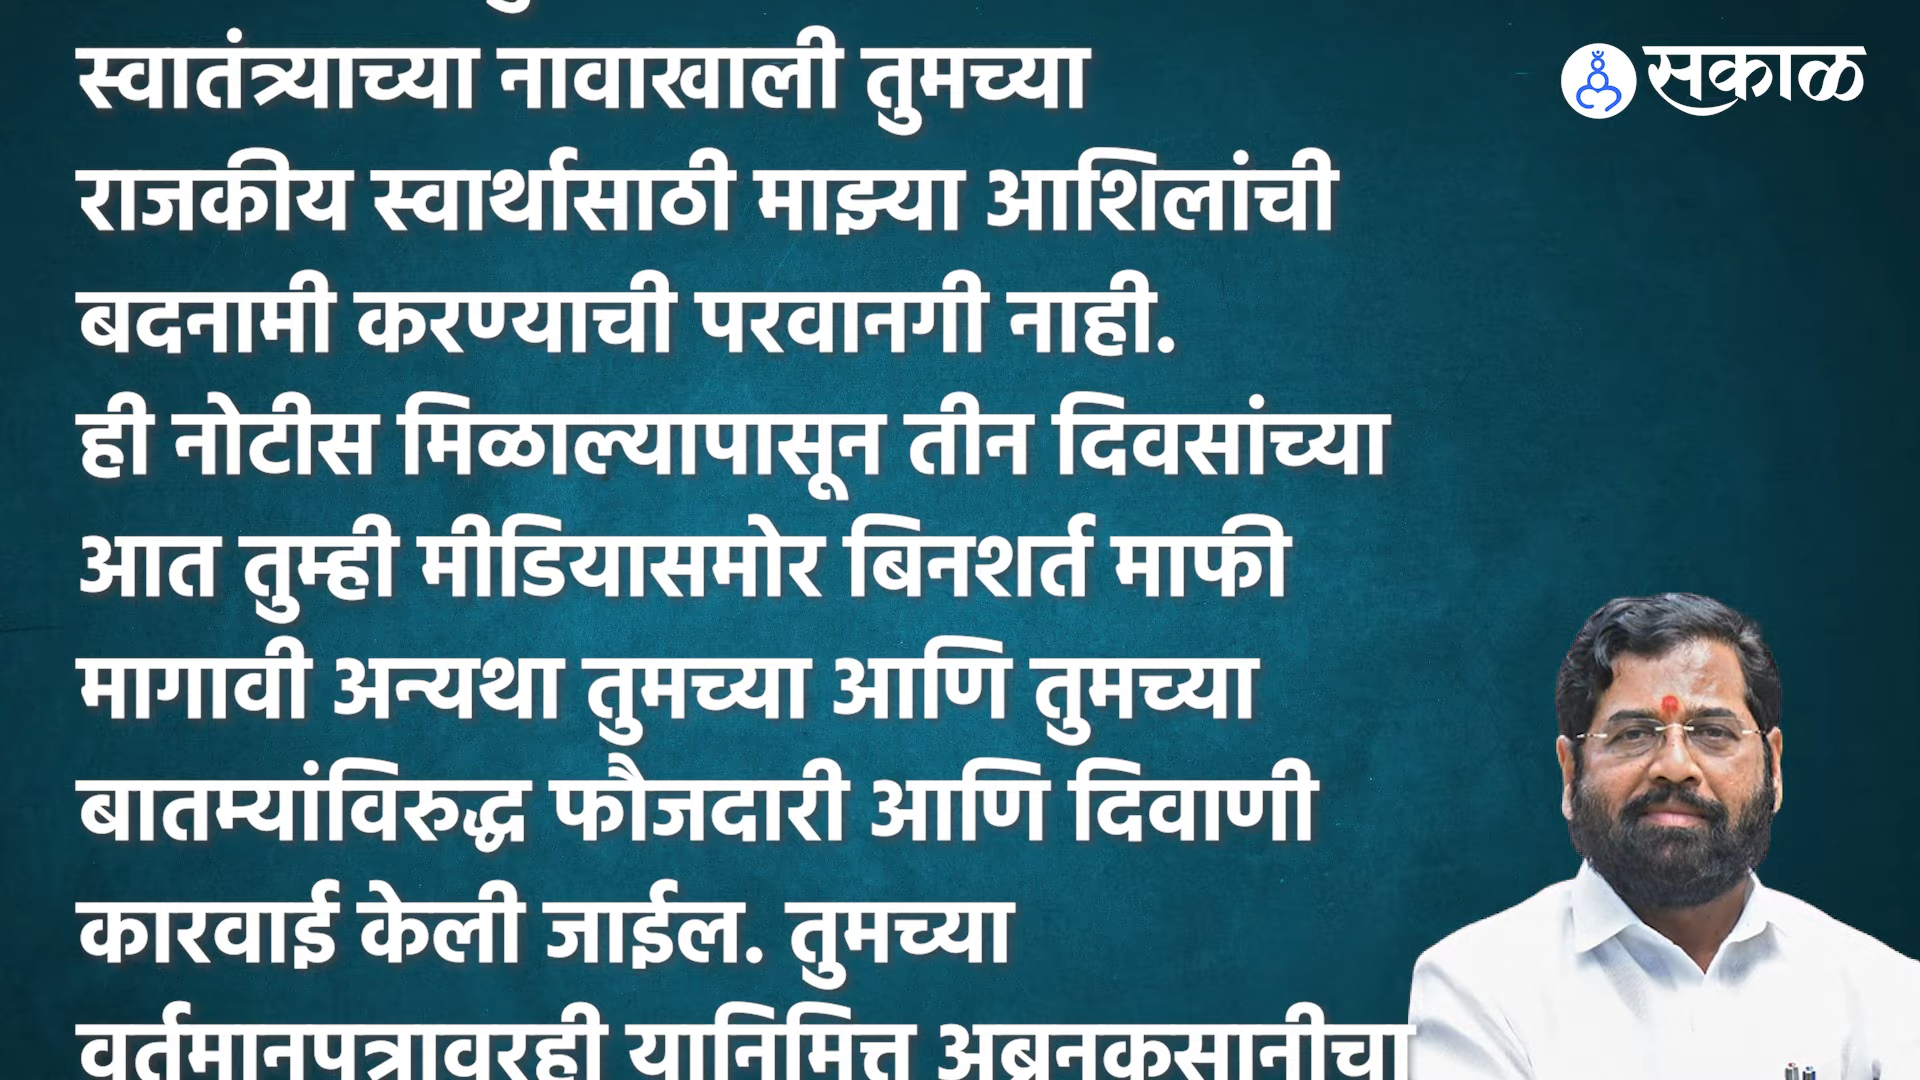 स्वातंत्र्याच्या नावाखाली तुमच्या
सकाळ
राजकीय स्वार्थासाठी माझ्या आशिलांची
बदनामी करण्याची परवानगी नाही.
ही नोटीस मिळाल्यापासून तीन दिवसांच्या
आत तुम्ही मीडियासमोर बिनशर्त माफी
मागावी अन्यथा तुमच्या आणि तुमच्या
बातम्यांविरुद्ध फौजदारी आणि दिवाणी
कारवाई केली जाईल. तुमच्या
वर्तमानपत्रावरही यानिमित्त अब्रूनुकसानीचा